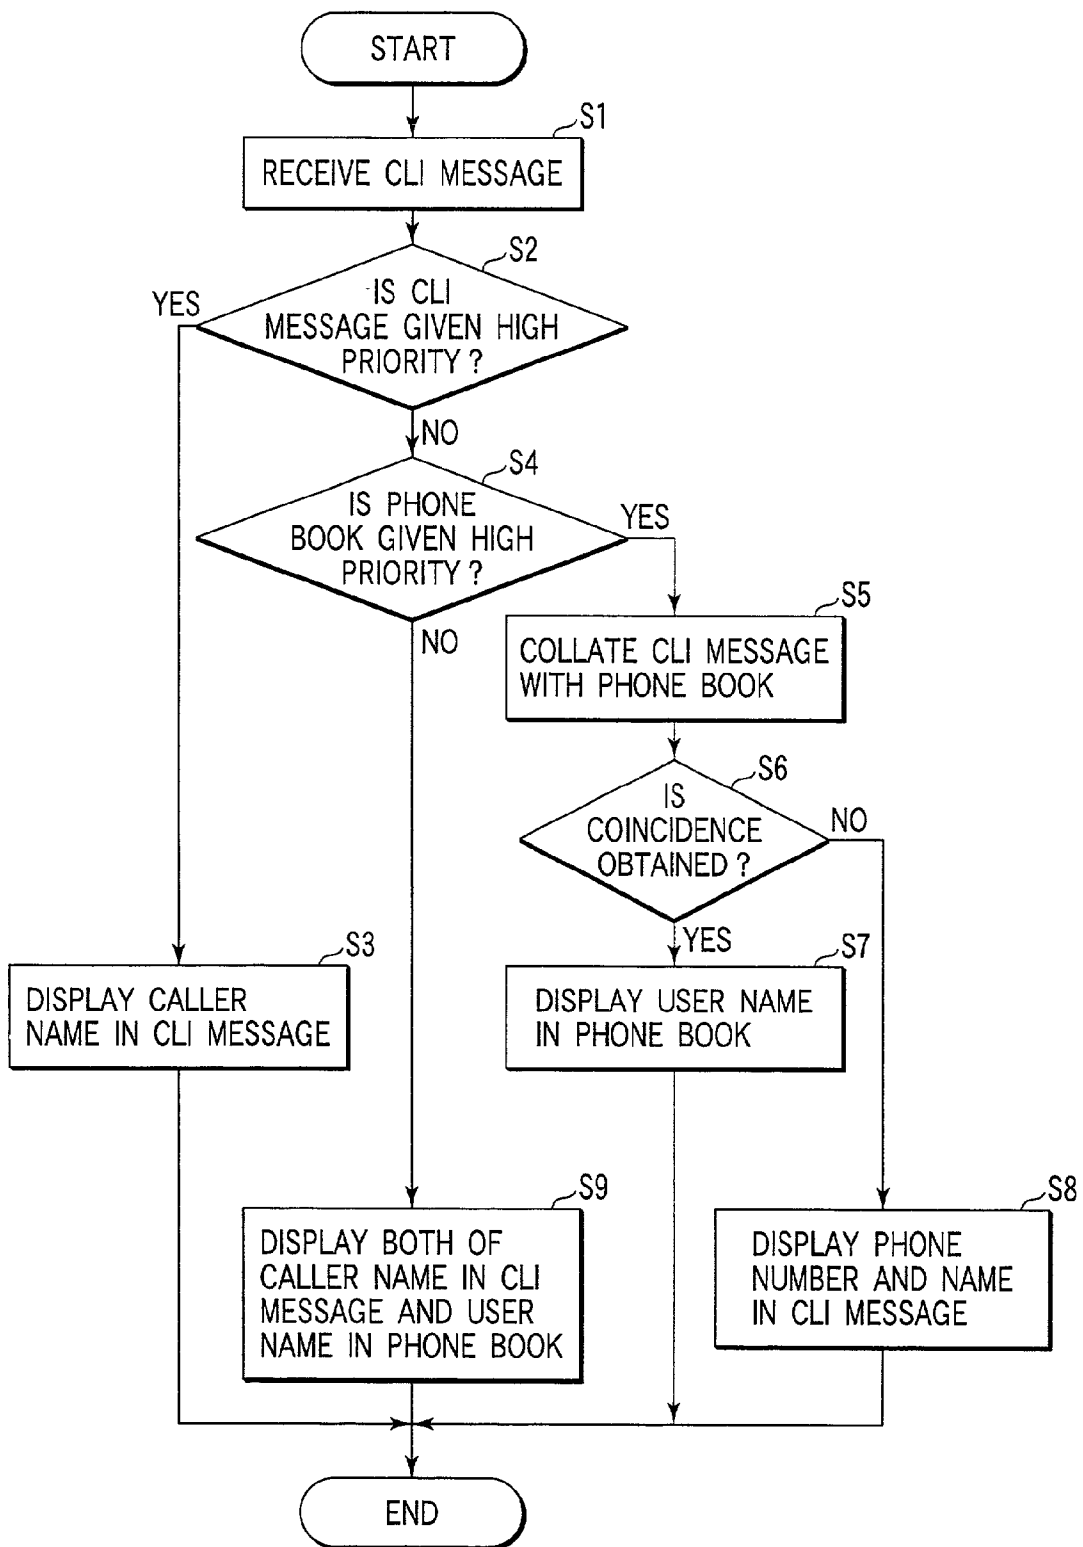 START
S1
RECEIVE CLI MESSAGE
S2
IS CLI
MESSAGE GIVEN HIGH
PRIORITY ?
YES
NO
S4
IS PHONE
BOOK GIVEN HIGH
PRIORITY ?
YES
NO
S5
COLLATE CLI MESSAGE
WITH PHONE BOOK
S6
IS
COINCIDENCE
OBTAINED ?
NO
YES
S3
DISPLAY CALLER
NAME IN CLI MESSAGE
S7
DISPLAY USER NAME
IN PHONE BOOK
S9
DISPLAY BOTH OF
CALLER NAME IN CLI
MESSAGE AND USER
NAME IN PHONE BOOK
S8
DISPLAY PHONE
NUMBER AND NAME
IN CLI MESSAGE
END